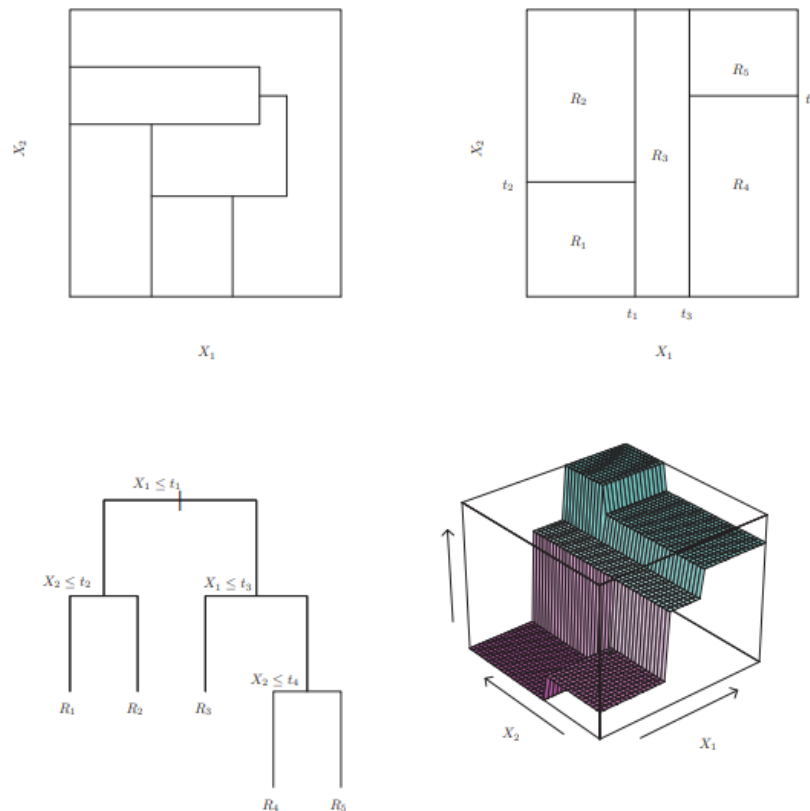 X₂
X₁
R₂
R₅
t
R₃
X₂
t₂
R₄
R₁
t₁
t₃
X₁
X₁ ≤ t₁
X₂ ≤ t₂
X₁ ≤ t₃
X₂ ≤ t₄
R₁
R₂
R₃
R₄
R₅
X₂
X₁